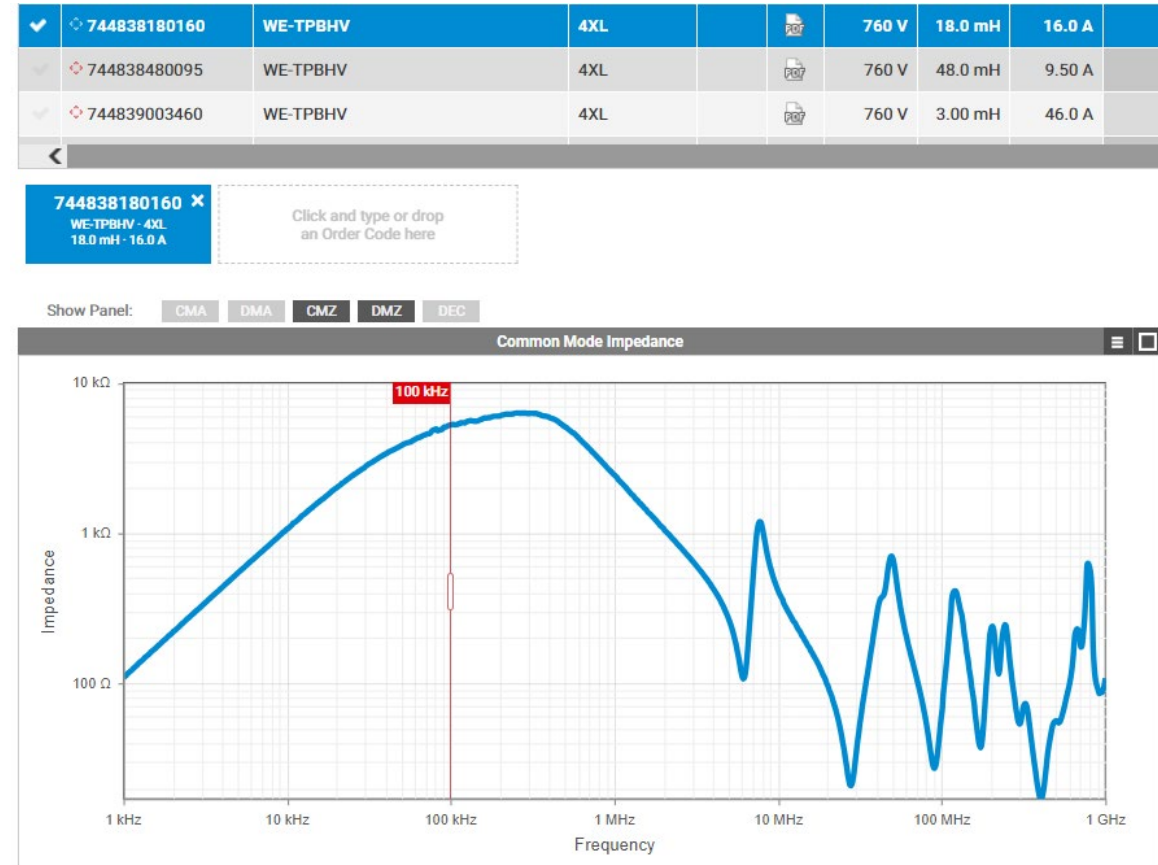 744838180160 WE-TPBHV 4XL PDF 760 V 18.0 mH 16.0 A
744838480095 WE-TPBHV 4XL PDF 760 V 48.0 mH 9.50 A
744839003460 WE-TPBHV 4XL PDF 760 V 3.00 mH 46.0 A
744838180160 ×
WE-TPBHV · 4XL
18.0 mH · 16.0 A
Click and type or drop
an Order Code here
Show Panel: CMA DMA CMZ DMZ DEC
Common Mode Impedance
10 kΩ
100 kHz
1 kΩ
100 Ω
Impedance
1 kHz 10 kHz 100 kHz 1 MHz 10 MHz 100 MHz 1 GHz
Frequency